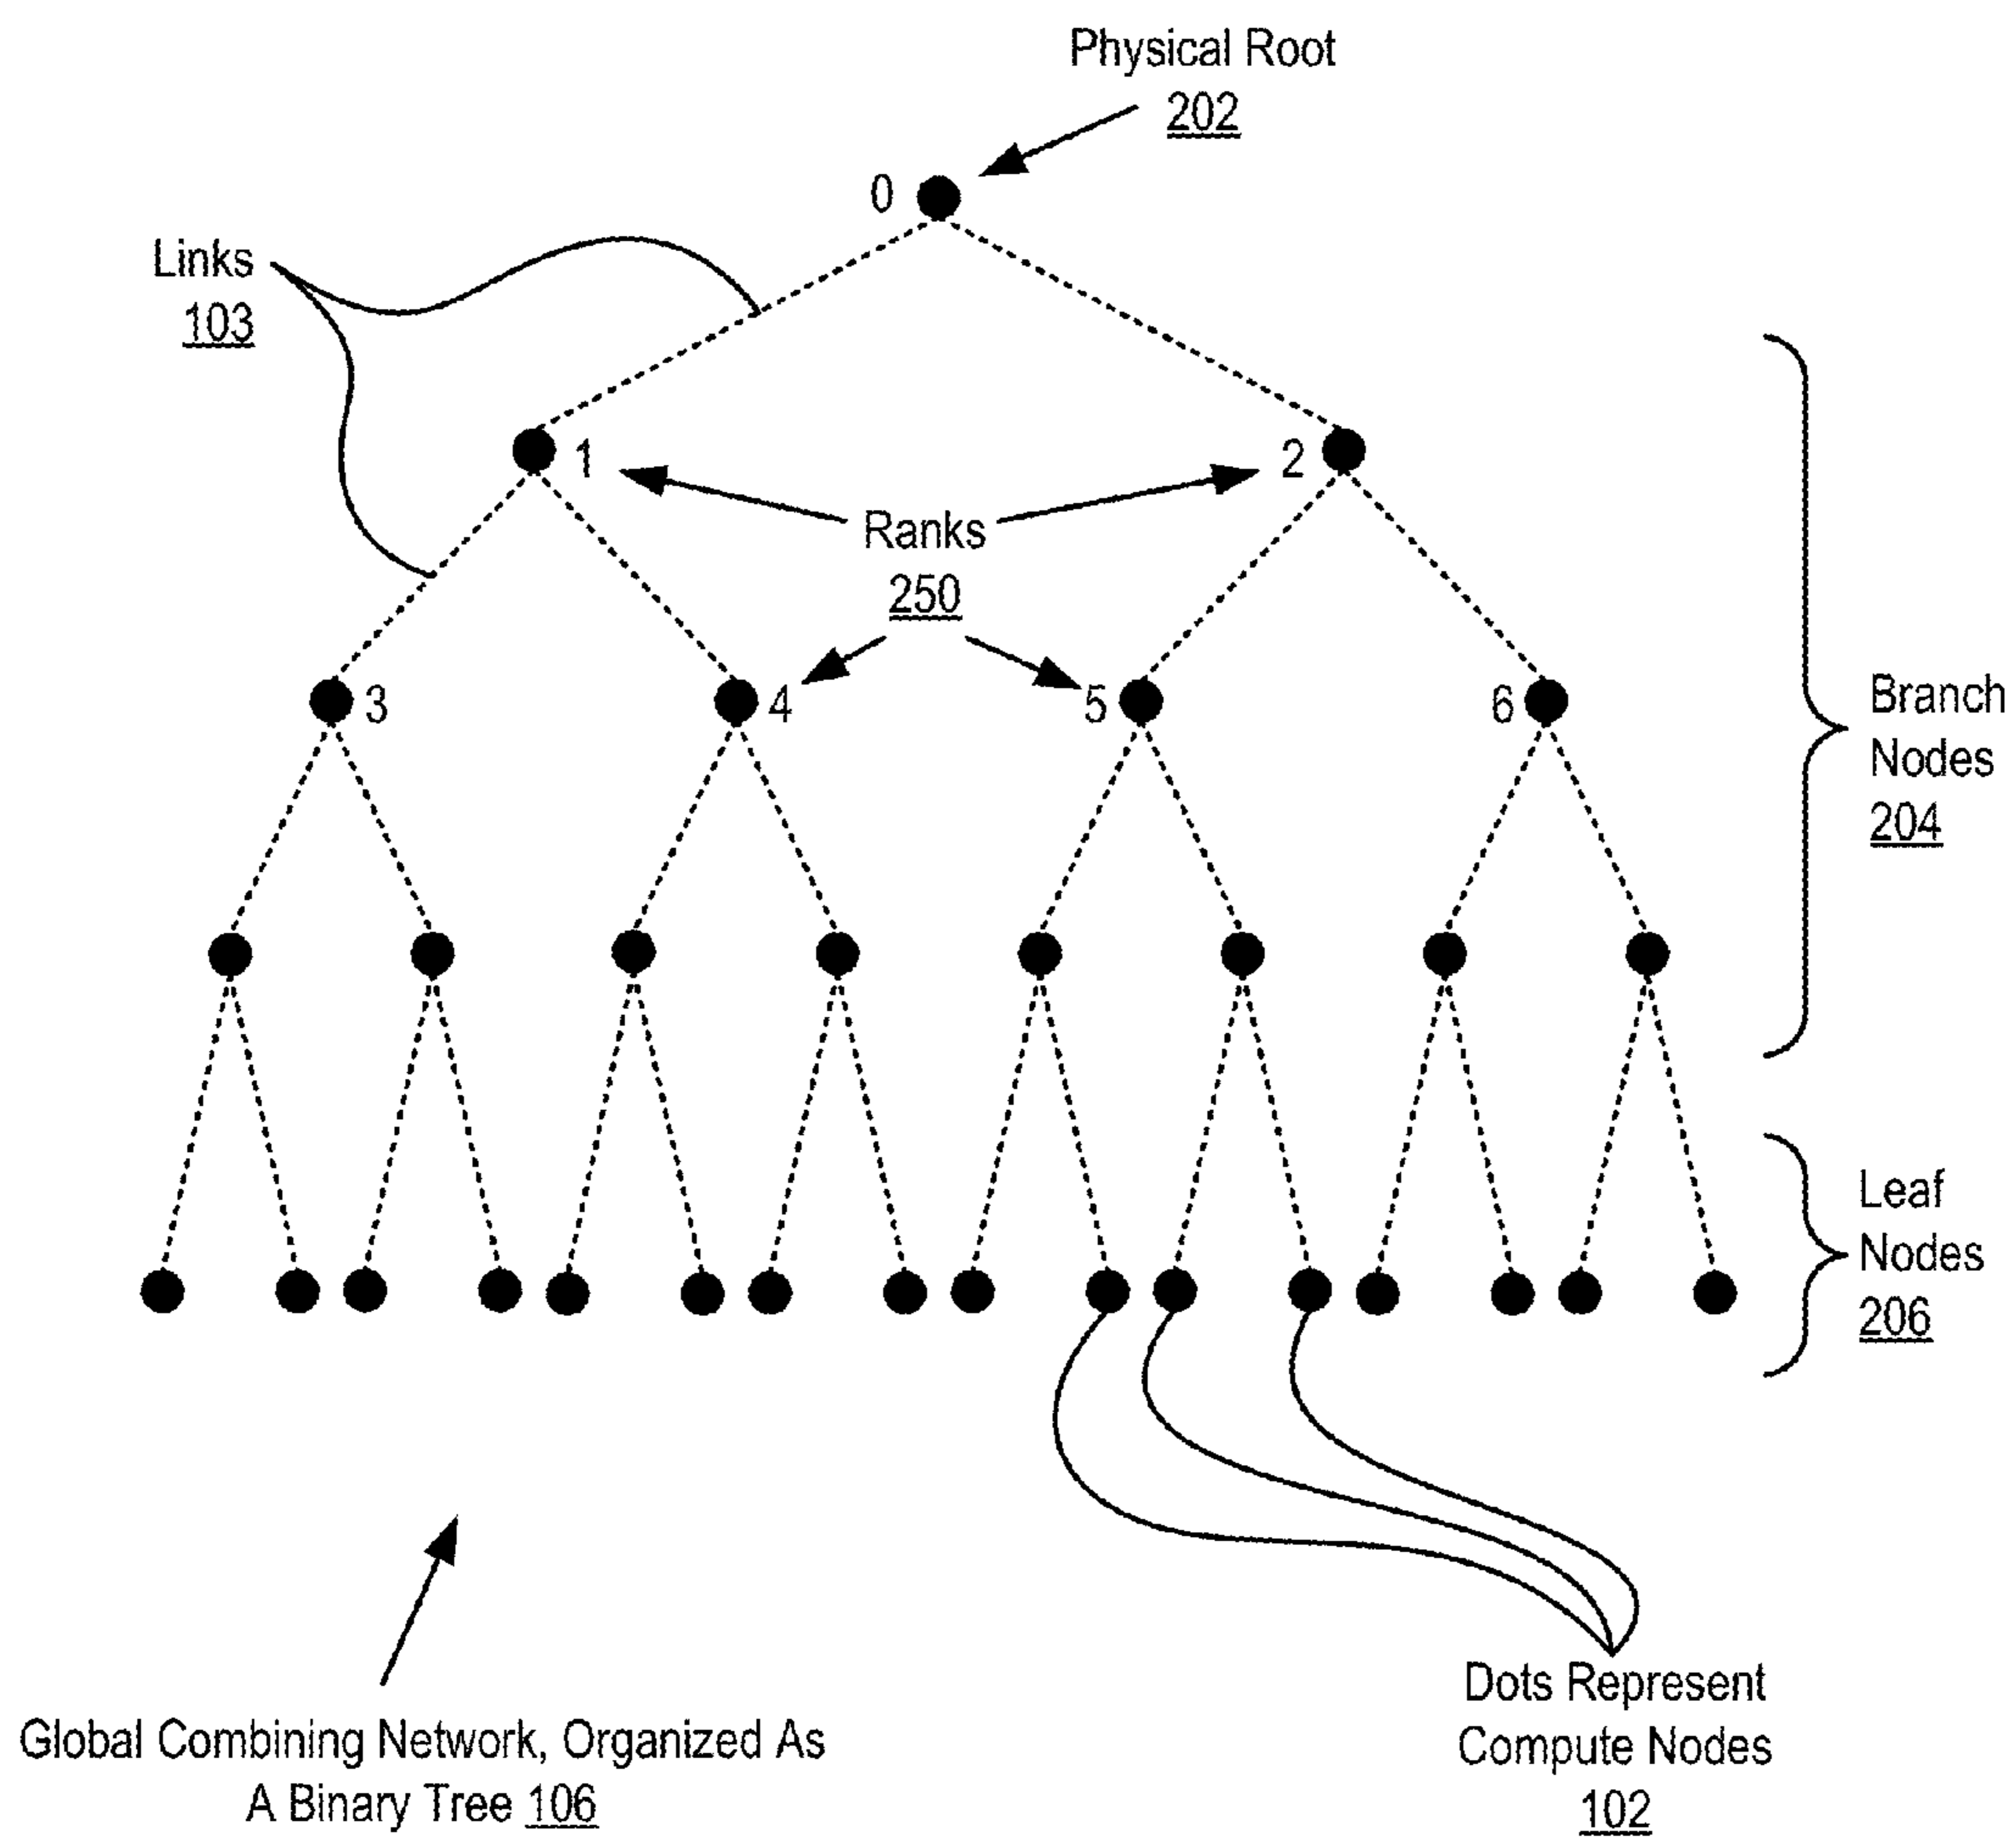 Physical Root
202
0
Links
103
1
2
Ranks
250
3
4
5
6
Branch
Nodes
204
Leaf
Nodes
206
Global Combining Network, Organized As
A Binary Tree 106
Dots Represent
Compute Nodes
102